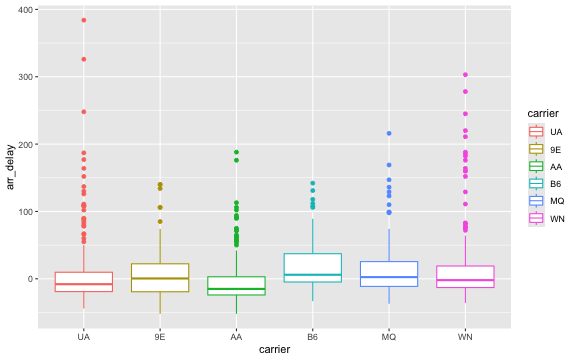 400
300
200
100
0
arr_delay
UA 9E AA B6 MQ WN
carrier
carrier
UA
9E
AA
B6
MQ
WN